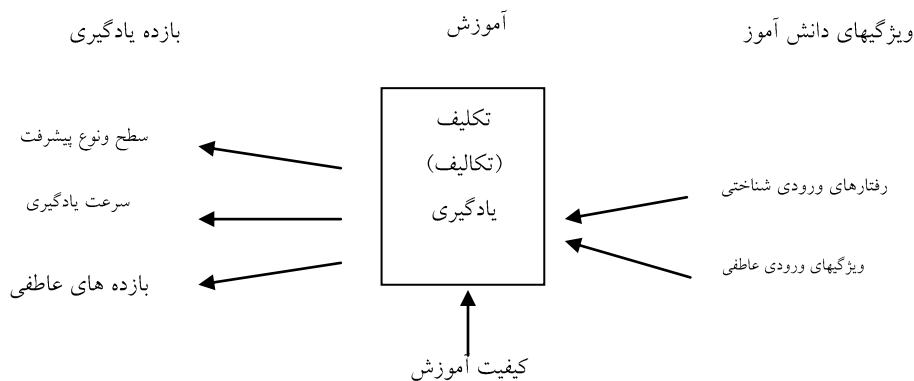 ویژگیهای دانش آموز
آموزش
بازده یادگیری
رفتارهای ورودی شناختی
ویژگیهای ورودی عاطفی
تکلیف
(تکالیف)
یادگیری
کیفیت آموزش
سطح ونوع پیشرفت
سرعت یادگیری
بازده های عاطفی